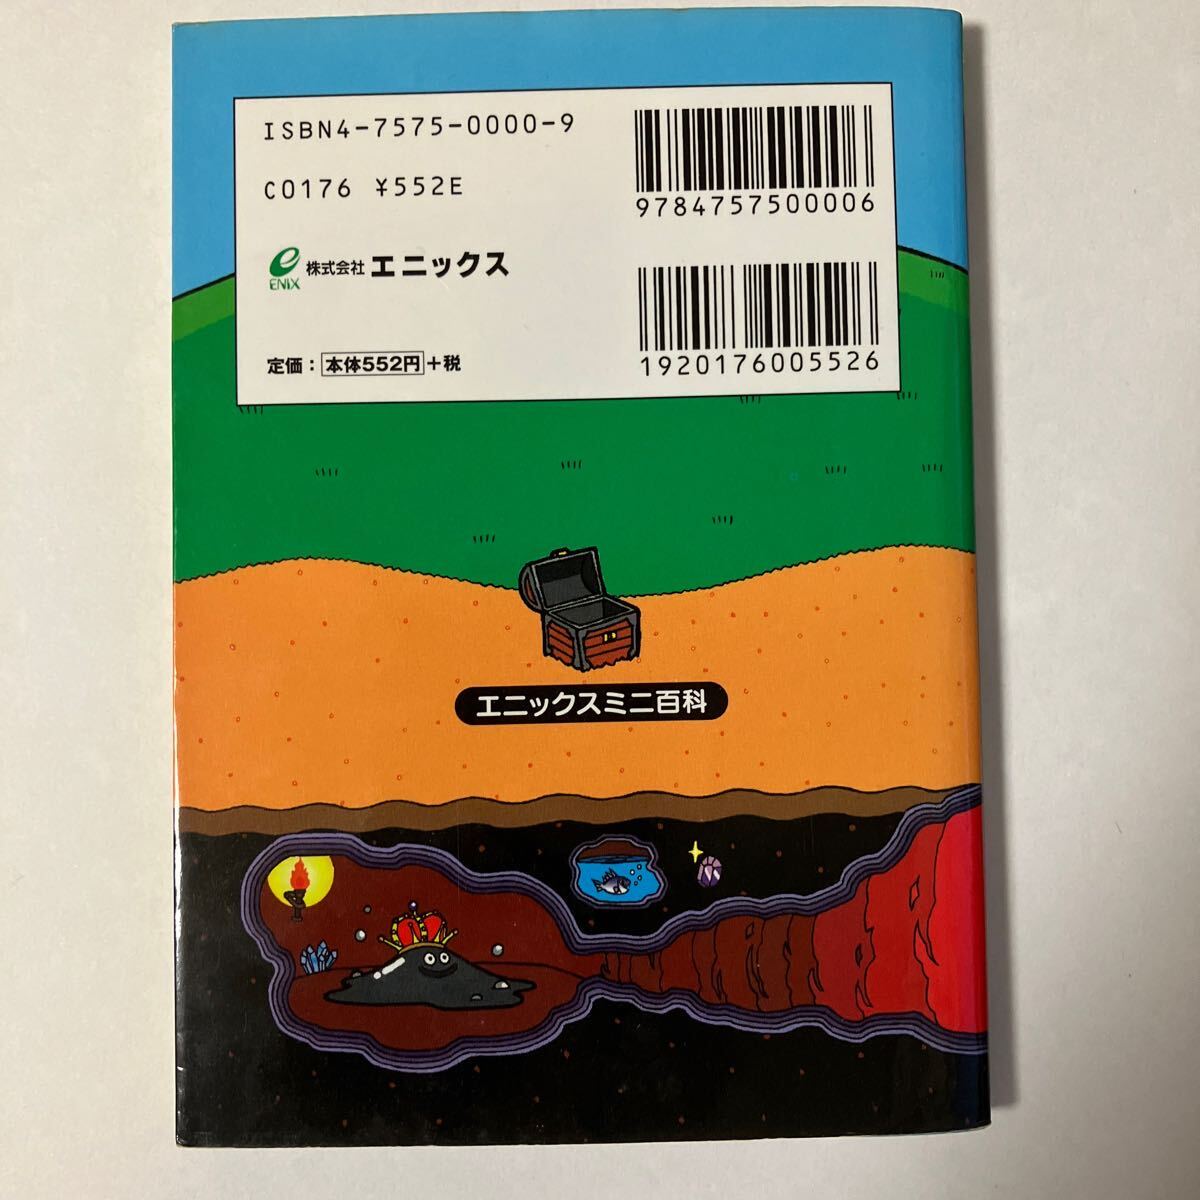 ISBN4-7575-0000-9
C0176 ¥552E
9784757500006
ENIX
株式会社 エニックス
定価：本体552円+税
1920176005526
エニックスミニ百科